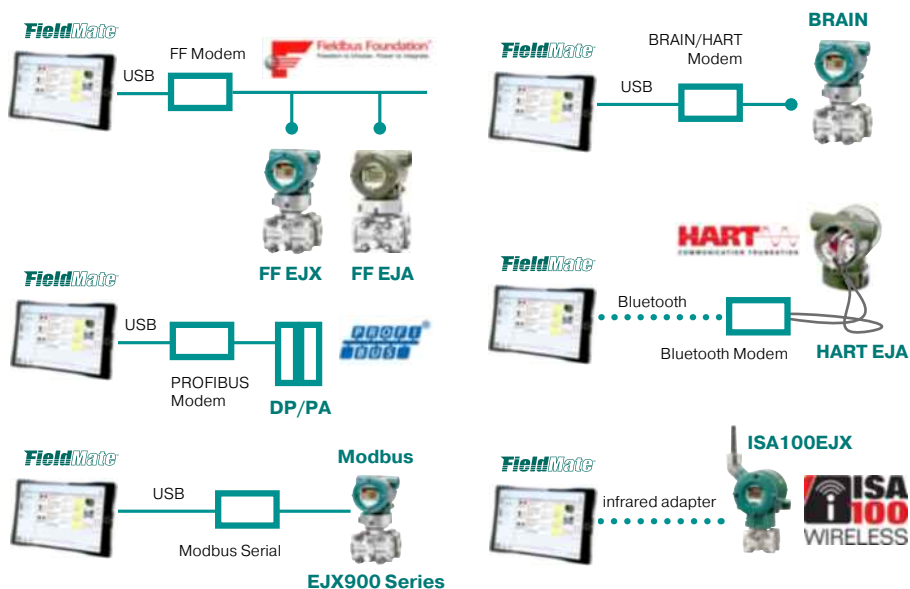 FieldMate
FF Modem
USB
Fieldbus Foundation
Freedom to Choose. Power to Integrate.
FF EJX
FF EJA
BRAIN
FieldMate
BRAIN/HART
Modem
USB
FieldMate
USB
PROFIBUS
Modem
DP/PA
PROFI
BUS
HART
COMMUNICATION FOUNDATION
FieldMate
Bluetooth
Bluetooth Modem
HART EJA
FieldMate
Modbus
USB
Modbus Serial
EJX900 Series
ISA100EJX
FieldMate
infrared adapter
ISA
100
WIRELESS